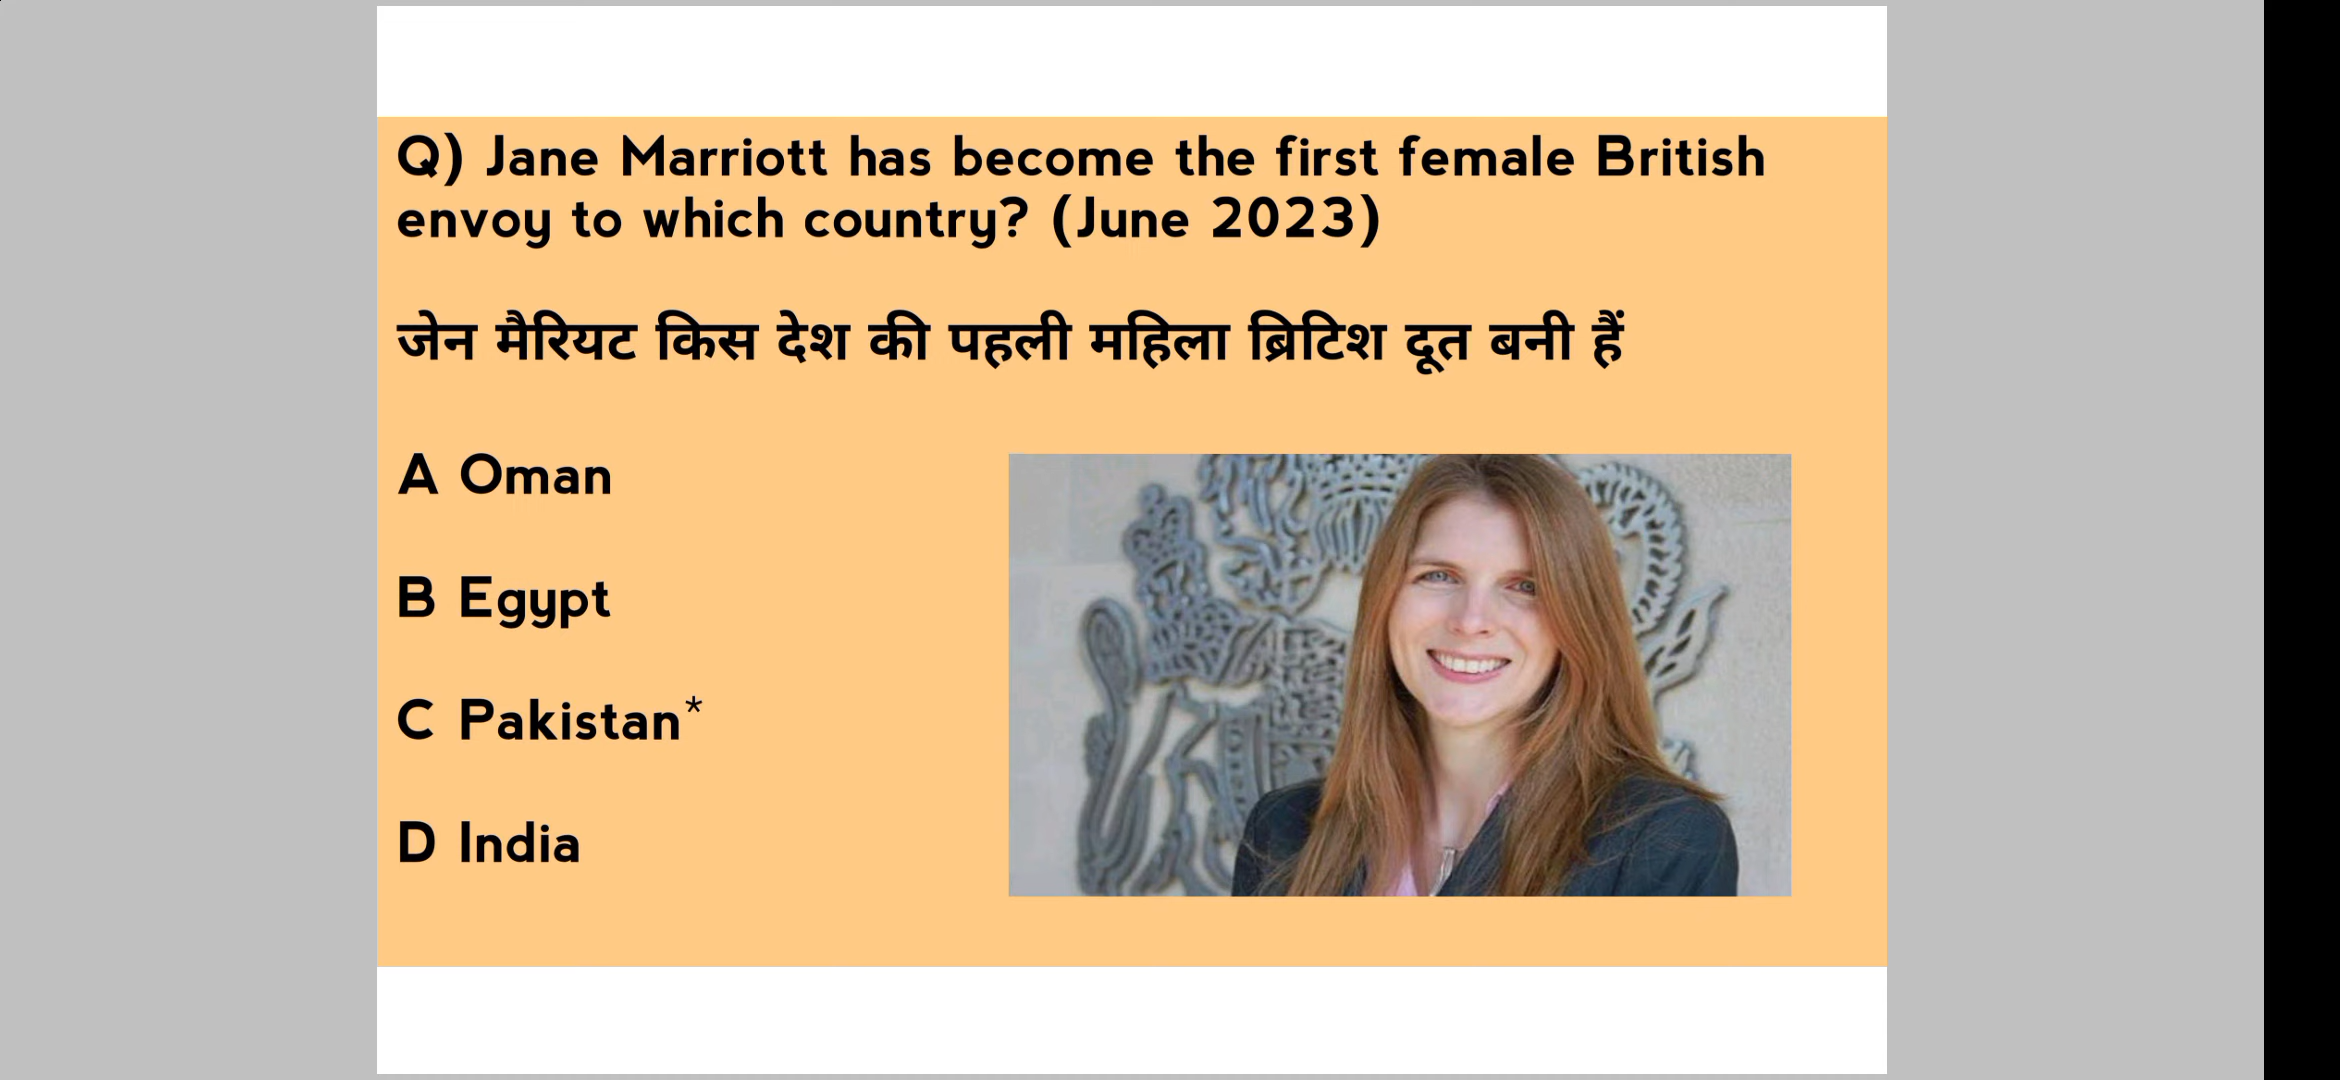 Q) Jane Marriott has become the first female British
envoy to which country? (June 2023)
जेन मैरियट किस देश की पहली महिला ब्रिटिश दूत बनी हैं
A Oman
B Egypt
C Pakistan*
D India